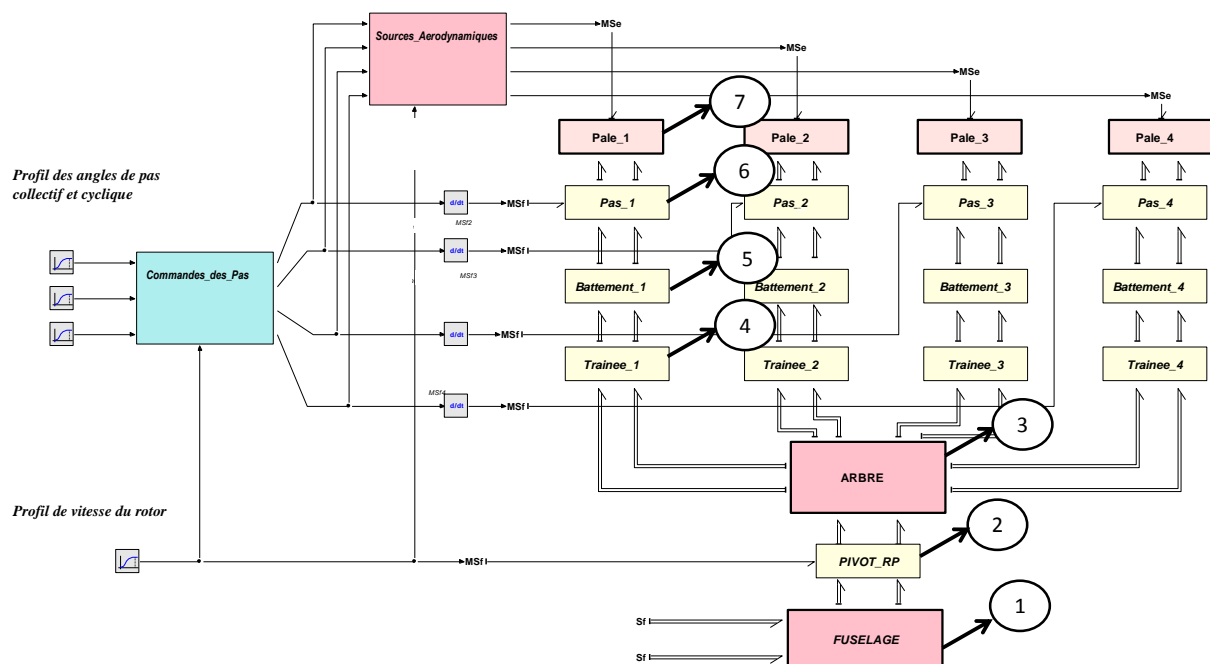 MSe
Sources_Aerodynamiques
MSe
MSe
MSe
7
Pale_1
Pale_2
Pale_3
Pale_4
6
Profil des angles de pas
collectif et cyclique
d/dt
MSf
Pas_1
Pas_2
Pas_3
Pas_4
MSf2
d/dt
MSf
5
Commandes_des_Pas
MSf3
Battement_1
Battement_2
Battement_3
Battement_4
4
d/dt
MSf
Trainee_1
Trainee_2
Trainee_3
Trainee_4
MSf4
d/dt
MSf
3
ARBRE
Profil de vitesse du rotor
2
MSf
PIVOT_RP
1
Sf
FUSELAGE
Sf